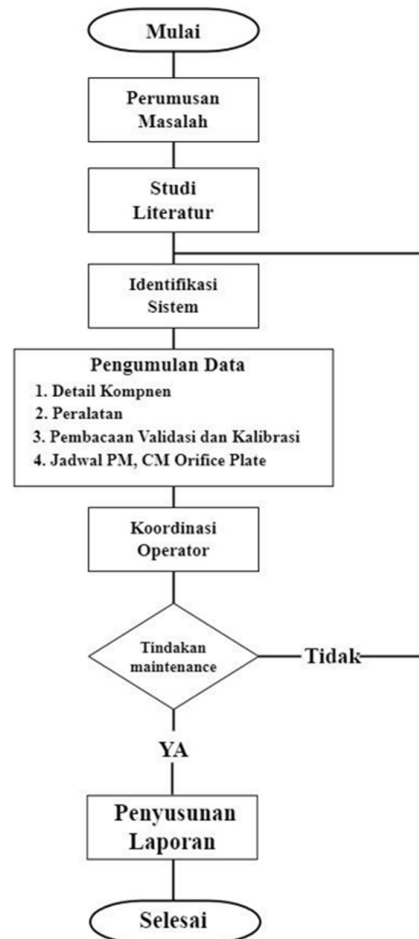 Mulai
Perumusan
Masalah
Studi
Literatur
Identifikasi
Sistem
Pengumulan Data
1. Detail Kompnen
2. Peralatan
3. Pembacaan Validasi dan Kalibrasi
4. Jadwal PM, CM Orifice Plate
Koordinasi
Operator
Tindakan
maintenance
Tidak
YA
Penyusunan
Laporan
Selesai